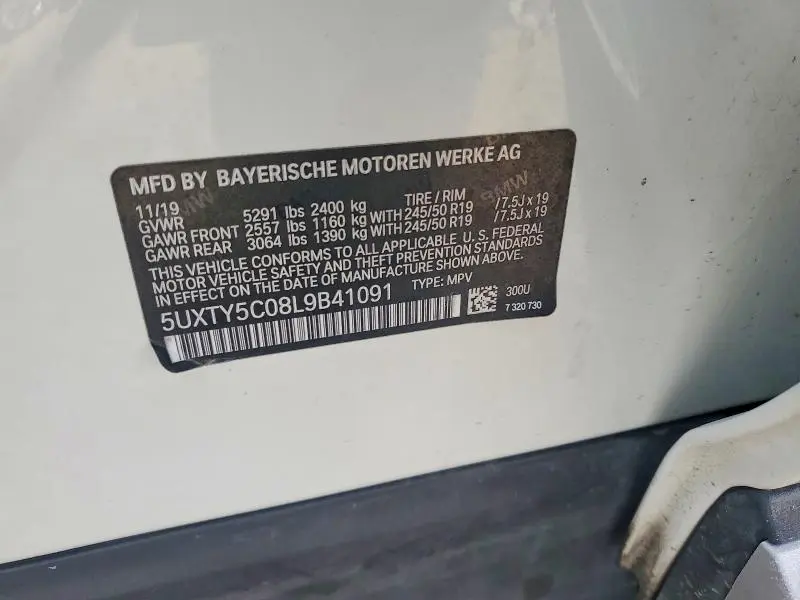 MFD BY BAYERISCHE MOTOREN WERKE AG
11/19 TIRE / RIM
GVWR 5291 lbs 2400 kg
GAWR FRONT 2557 lbs 1160 kg WITH 245/50 R19 / 7.5J x 19
GAWR REAR 3064 lbs 1390 kg WITH 245/50 R19 / 7.5J x 19
THIS VEHICLE CONFORMS TO ALL APPLICABLE U.S. FEDERAL
MOTOR VEHICLE SAFETY AND THEFT PREVENTION STANDARDS
IN EFFECT ON THE DATE OF MANUFACTURE SHOWN ABOVE.
5UXTY5C08L9B41091 TYPE: MPV
300U
7 320 730
BMW
BMW